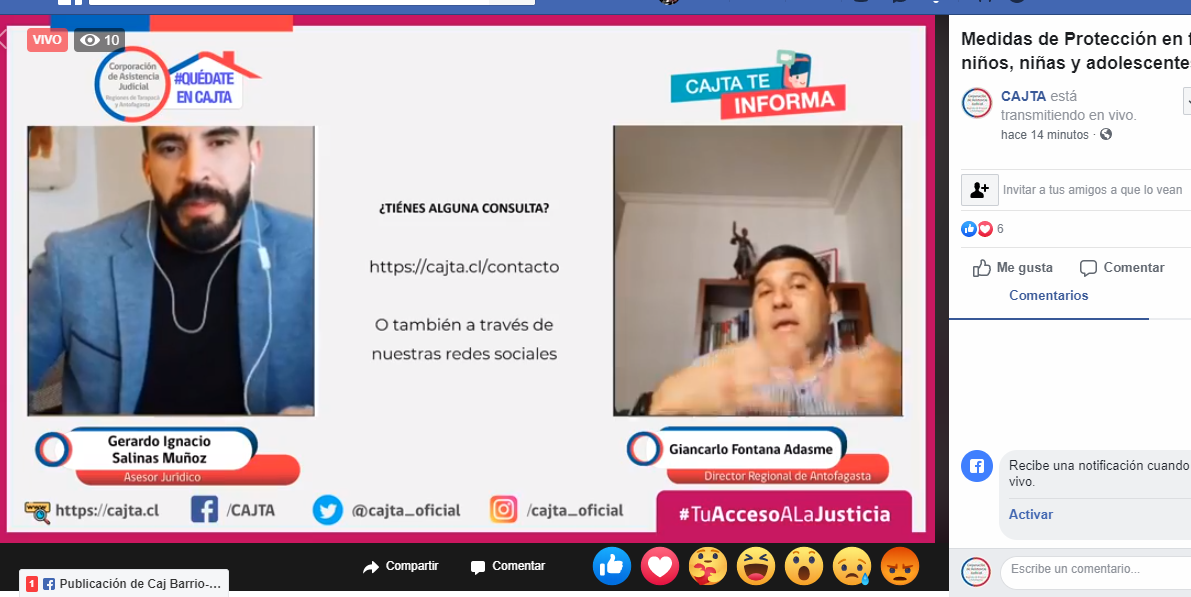 VIVO
10
Corporación
de Asistencia
Judicial
Regiones de Tarapacá
y Antofagasta
#QUÉDATE
EN CAJTA
CAJTA TE
INFORMA
¿TIÉNES ALGUNA CONSULTA?
https://cajta.cl/contacto
O también a través de
nuestras redes sociales
Gerardo Ignacio
Salinas Muñoz
Asesor Jurídico
Giancarlo Fontana Adasme
Director Regional de Antofagasta
https://cajta.cl
/CAJTA
@cajta_oficial
/cajta_oficial
#TuAccesoALaJusticia
Compartir
Comentar
1
Publicación de Caj Barrio-...
Medidas de Protección en f
niños, niñas y adolescente
CAJTA está
transmitiendo en vivo.
hace 14 minutos ·
Invitar a tus amigos a que lo vean
6
Me gusta
Comentar
Comentarios
Recibe una notificación cuando
vivo.
Activar
Escribe un comentario...